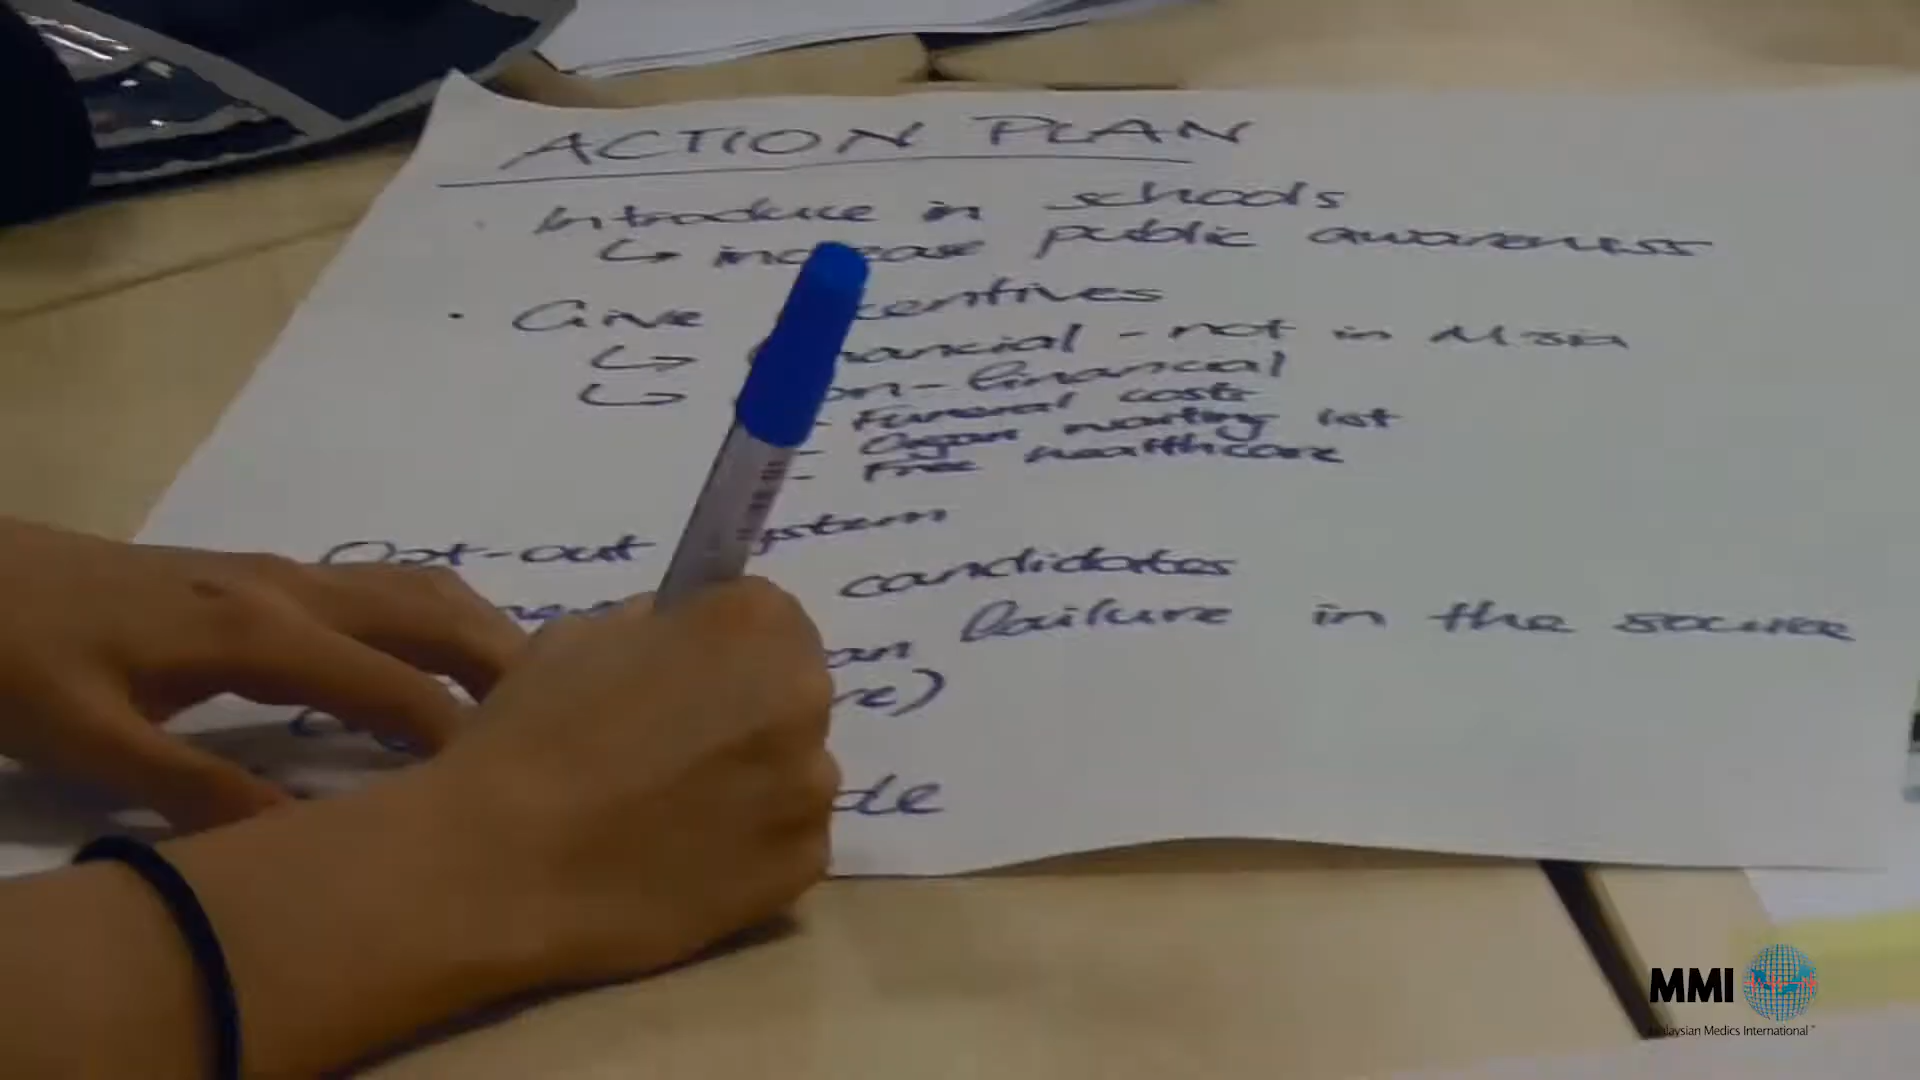 ACTION PLAN
Introduce in schools
↳ increase public awareness
• Give incentives
↳ financial - not in M'sia
↳ non-financial
- Funeral costs
- Organ waiting list
- Free healthcare
Opt-out system
candidates
failure in the source
MMI
Malaysian Medics International